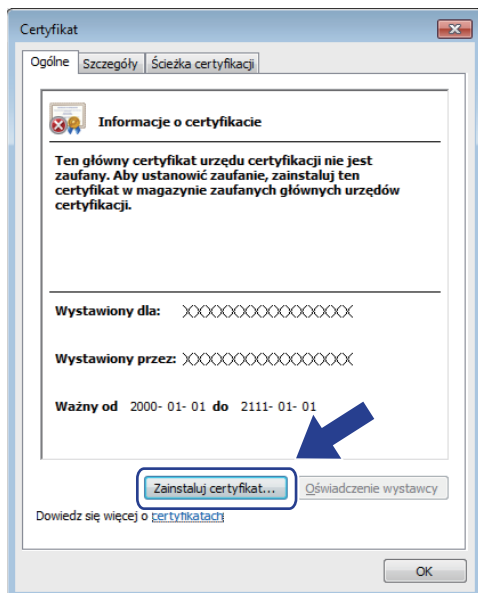 Certyfikat
Ogólne Szczegóły Ścieżka certyfikacji
Informacje o certyfikacie
Ten główny certyfikat urzędu certyfikacji nie jest
zaufany. Aby ustanowić zaufanie, zainstaluj ten
certyfikat w magazynie zaufanych głównych urzędów
certyfikacji.
Wystawiony dla: XXXXXXXXXXXXXXXXX
Wystawiony przez: XXXXXXXXXXXXXXXXX
Ważny od 2000- 01- 01 do 2111- 01- 01
Zainstaluj certyfikat... Oświadczenie wystawcy
Dowiedz się więcej o certyfikatach
OK